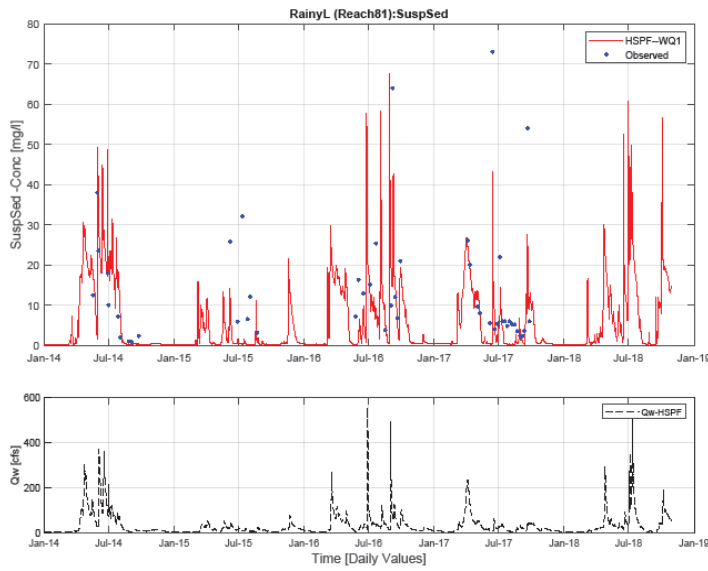 RainyL (Reach81):SuspSed
80
70
60
50
40
30
20
10
0
SuspSed -Conc [mg/l]
HSPF--WQ1
Observed
Jan-14 Jul-14 Jan-15 Jul-15 Jan-16 Jul-16 Jan-17 Jul-17 Jan-18 Jul-18 Jan-19
600
400
200
0
Qw [cfs]
Qw-HSPF
Jan-14 Jul-14 Jan-15 Jul-15 Jan-16 Jul-16 Jan-17 Jul-17 Jan-18 Jul-18 Jan-19
Time [Daily Values]